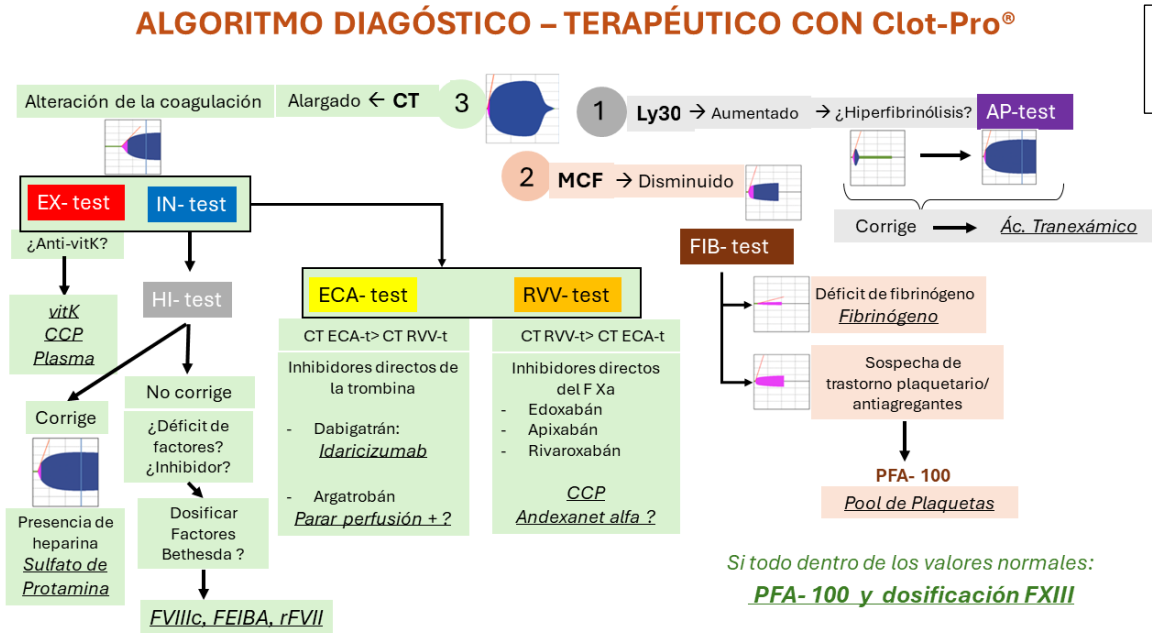 ALGORITMO DIAGÓSTICO – TERAPÉUTICO CON Clot-Pro®
1
Ly30 → Aumentado → ¿Hiperfibrinólisis? AP-test
Corrige → Ác. Tranexámico
2
MCF → Disminuido
FIB- test
Déficit de fibrinógeno
Fibrinógeno
Sospecha de
trastorno plaquetario/
antiagregantes
PFA- 100
Pool de Plaquetas
3
Alteración de la coagulación Alargado ← CT
EX- test IN- test
¿Anti-vitK?
vitK
CCP
Plasma
HI- test
Corrige
Presencia de
heparina
Sulfato de
Protamina
No corrige
¿Déficit de
factores?
¿Inhibidor?
Dosificar
Factores
Bethesda ?
FVIIIc, FEIBA, rFVII
ECA- test
CT ECA-t> CT RVV-t
Inhibidores directos de
la trombina
- Dabigatrán:
Idaricizumab
- Argatrobán
Parar perfusión + ?
RVV- test
CT RVV-t> CT ECA-t
Inhibidores directos
del F Xa
- Edoxabán
- Apixabán
- Rivaroxabán
CCP
Andexanet alfa ?
Si todo dentro de los valores normales:
PFA- 100 y dosificación FXIII